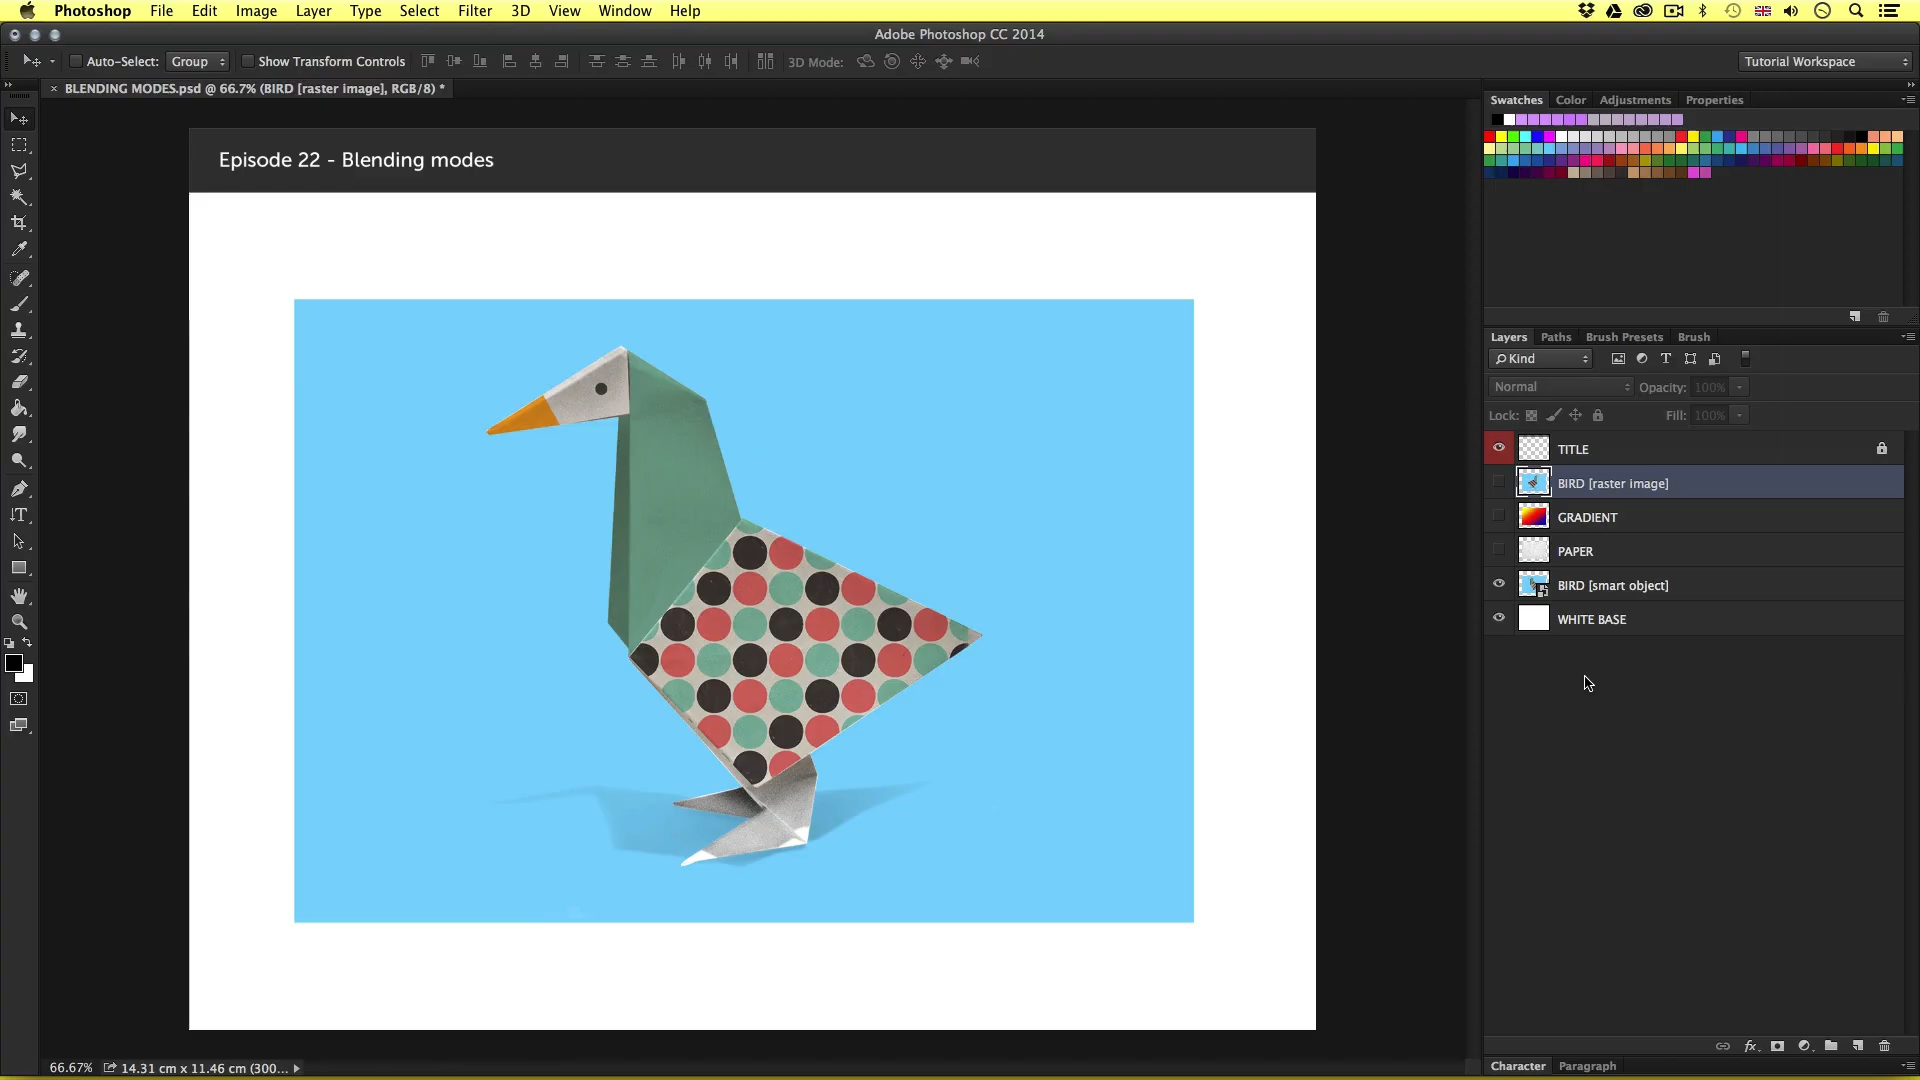 Photoshop File Edit Image Layer Type Select Filter 3D View Window Help
Adobe Photoshop CC 2014
Auto-Select: Group Show Transform Controls 3D Mode: Tutorial Workspace
× BLENDING MODES.psd @ 66.7% (BIRD [raster image], RGB/8) *
Swatches Color Adjustments Properties
Episode 22 - Blending modes
Layers Paths Brush Presets Brush
Kind
Normal Opacity: 100%
Lock: Fill: 100%
TITLE
BIRD [raster image]
GRADIENT
PAPER
BIRD [smart object]
WHITE BASE
66.67% 14.31 cm x 11.46 cm (300...
Character Paragraph